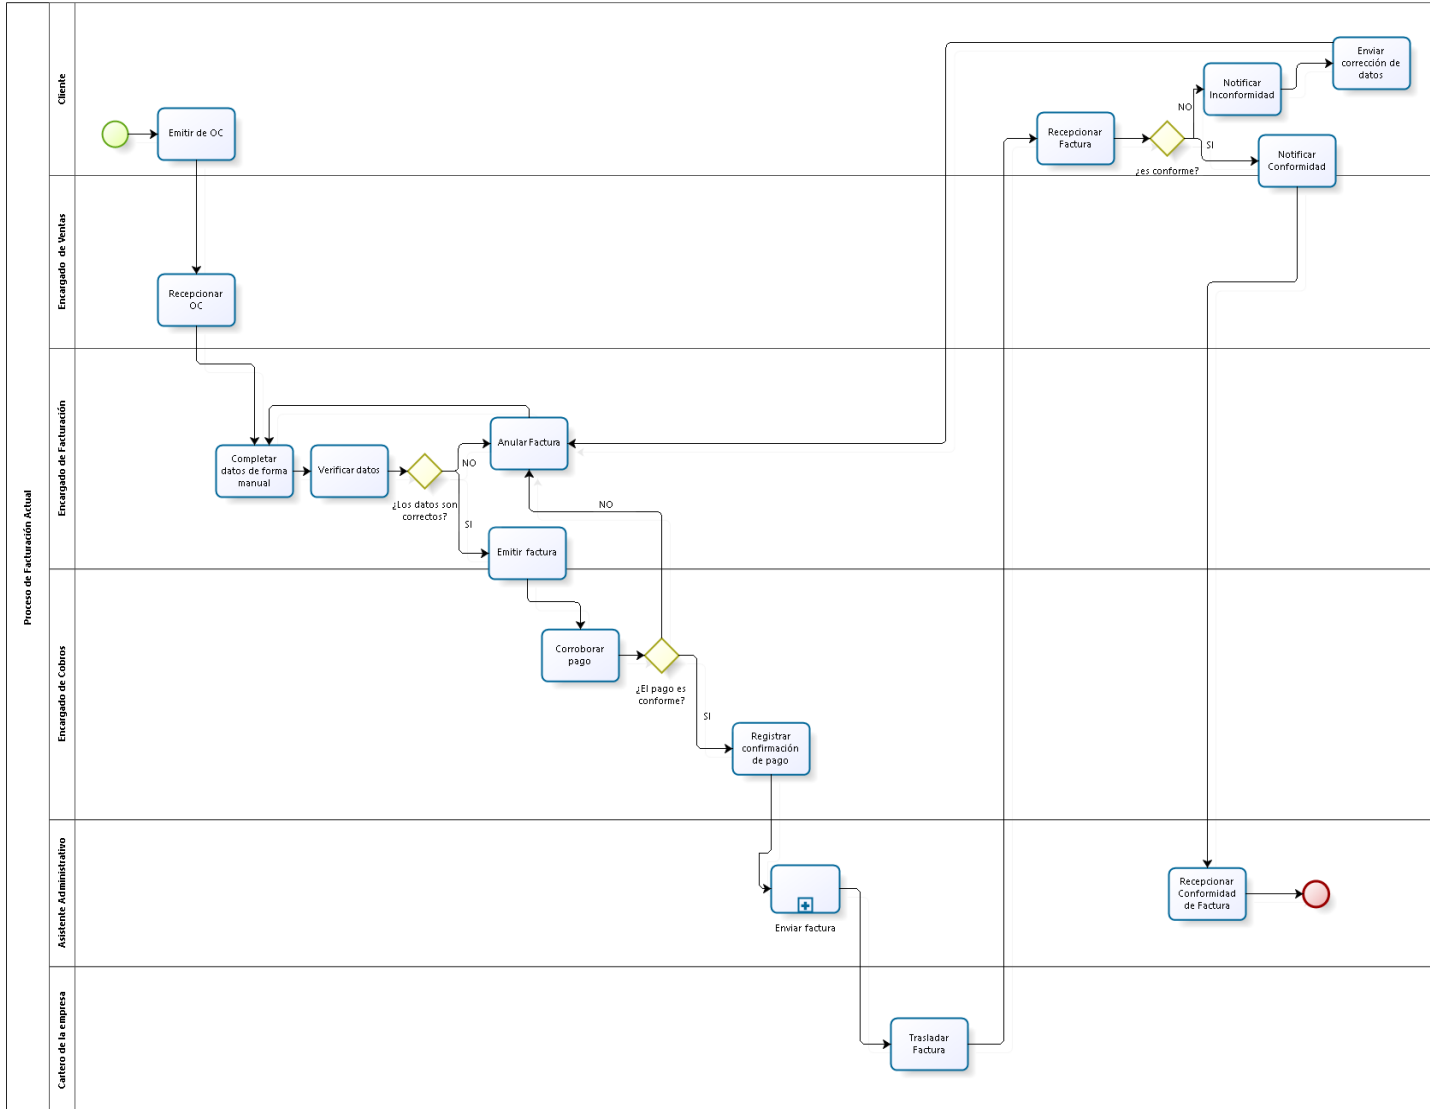 Proceso de Facturación Actual
Cliente
Emitir de OC
Recepcionar
Factura
¿es conforme?
NO
SI
Notificar
Inconformidad
Enviar
corrección de
datos
Notificar
Conformidad
Encargado de Ventas
Recepcionar
OC
Encargado de Facturación
Completar
datos de forma
manual
Verificar datos
¿Los datos son
correctos?
NO
SI
Anular Factura
Emitir factura
NO
Encargado de Cobros
Corroborar
pago
¿El pago es
conforme?
SI
Registrar
confirmación
de pago
Asistente Administrativo
Enviar factura
Recepcionar
Conformidad
de Factura
Cartero de la empresa
Trasladar
Factura